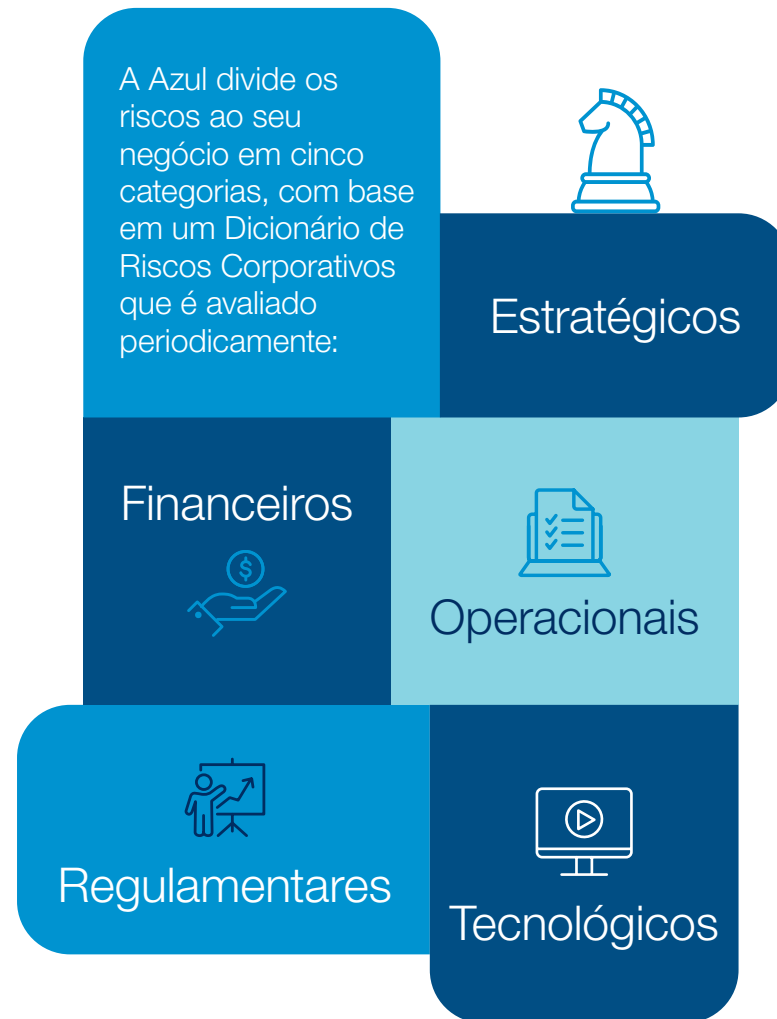 A Azul divide os
riscos ao seu
negócio em cinco
categorias, com base
em um Dicionário de
Riscos Corporativos
que é avaliado
periodicamente:
Estratégicos
Financeiros
$
Operacionais
Regulamentares
Tecnológicos